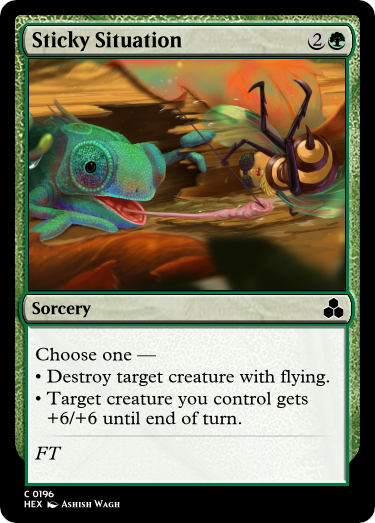 Sticky Situation 2
Sorcery
Choose one —
• Destroy target creature with flying.
• Target creature you control gets
+6/+6 until end of turn.
FT
C 0196
HEX Ashish Wagh